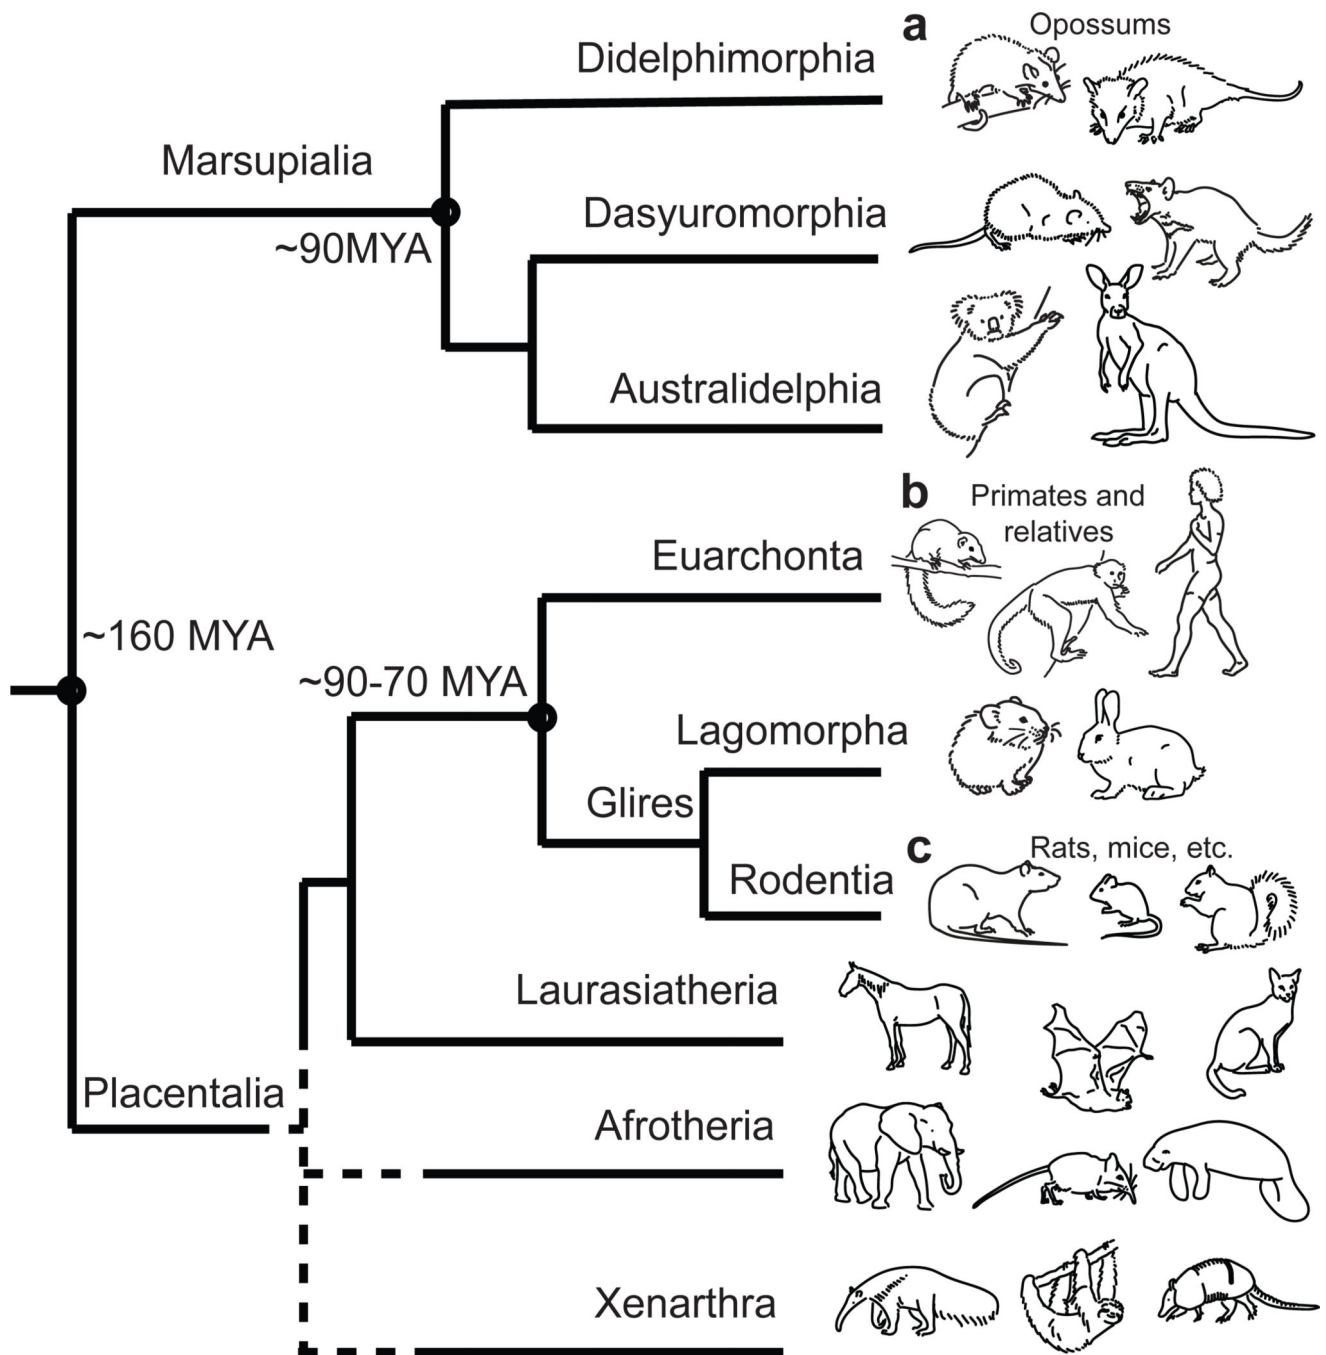 a
Opossums
Didelphimorphia
Marsupialia
Dasyuromorphia
~90MYA
Australidelphia
b
Primates and
relatives
Euarchonta
~160 MYA
~90-70 MYA
Lagomorpha
Glires
c
Rats, mice, etc.
Rodentia
Laurasiatheria
Placentalia
Afrotheria
Xenarthra